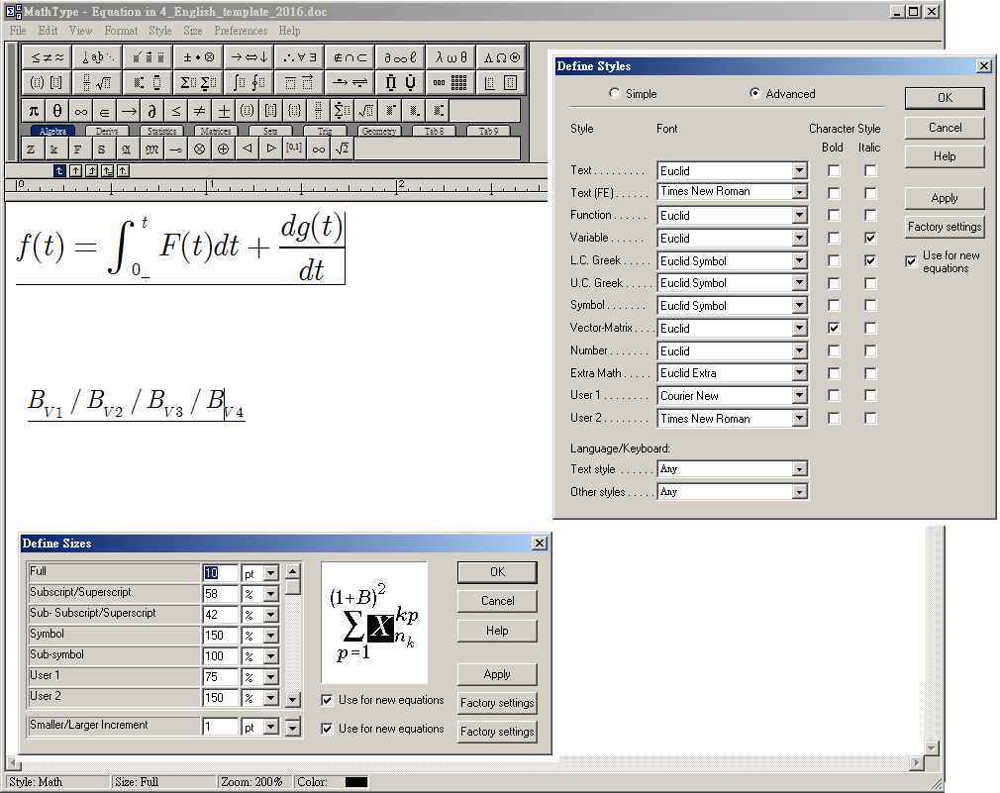 MathType - Equation in 4_English_template_2016.doc
File Edit View Format Style Size Preferences Help
≤ ≠ ≈ ± • ⊗ → ⇔ ↓ ∴ ∀ ∃ ∉ ∩ ⊂ ∂ ∞ ℓ λ ω θ Λ Ω ⊛
π θ ∞ ∈ → ∂ ≤ ≠ ±
Algebra Derivs Statistics Matrices Sets Trig Geometry Tab 8 Tab 9
Z k F S 𝔄 𝔐 ⊸ ⊗ ⊕ ◁ ▷ [0,1] ∞ √2
0 1 2
f(t) = ∫_{0_+}^{t} F(t)dt + dg(t)/dt
B_{V1} / B_{V2} / B_{V3} / B_{V4}
Define Styles
Simple Advanced
Style Font Character Style
Bold Italic
Text . . . . . . . . . Euclid
Text (FE) . . . . . . Times New Roman
Function . . . . . . Euclid
Variable . . . . . . Euclid
L.C. Greek . . . . . Euclid Symbol
U.C. Greek . . . . . Euclid Symbol
Symbol . . . . . . . Euclid Symbol
Vector-Matrix . . . . Euclid
Number . . . . . . . Euclid
Extra Math . . . . . Euclid Extra
User 1 . . . . . . . . Courier New
User 2 . . . . . . . . Times New Roman
Language/Keyboard:
Text style . . . . . . Any
Other styles . . . . . Any
OK
Cancel
Help
Apply
Factory settings
Use for new
equations
Define Sizes
Full 10 pt
Subscript/Superscript 58 %
Sub- Subscript/Superscript 42 %
Symbol 150 %
Sub-symbol 100 %
User 1 75 %
User 2 150 %
Smaller/Larger Increment 1 pt
(1+B)^2
∑_{p=1} X_{n_k}^{kp}
Use for new equations
Use for new equations
OK
Cancel
Help
Apply
Factory settings
Factory settings
Style: Math Size: Full Zoom: 200% Color: